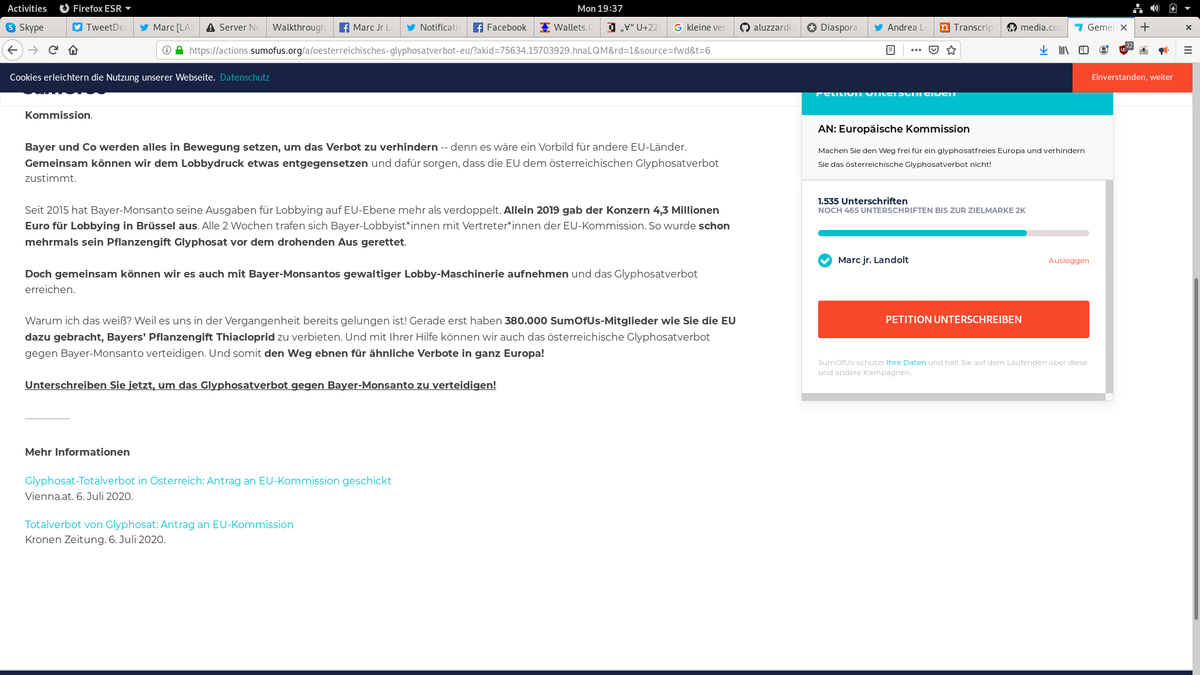 Activities Firefox ESR Mon 19:37
Skype TweetDe Marc [LA Server N Walkthrough Marc Jr L Notificati Facebook Wallets. „∀" U+22 kleine ver aluzzardi Diaspora Andrea L Transcrip media.ccc Gemei
https://actions.sumofus.org/a/oesterreichisches-glyphosatverbot-eu/?akid=75634.15703929.hnaLQM&rd=1&source=fwd&t=6 22
Cookies erleichtern die Nutzung unserer Webseite. Datenschutz Einverstanden, weiter
SumOfUs
Kommission.
Bayer und Co werden alles in Bewegung setzen, um das Verbot zu verhindern -- denn es wäre ein Vorbild für andere EU-Länder.
Gemeinsam können wir dem Lobbydruck etwas entgegensetzen und dafür sorgen, dass die EU dem österreichischen Glyphosatverbot
zustimmt.
Seit 2015 hat Bayer-Monsanto seine Ausgaben für Lobbying auf EU-Ebene mehr als verdoppelt. Allein 2019 gab der Konzern 4,3 Millionen
Euro für Lobbying in Brüssel aus. Alle 2 Wochen trafen sich Bayer-Lobbyist*innen mit Vertreter*innen der EU-Kommission. So wurde schon
mehrmals sein Pflanzengift Glyphosat vor dem drohenden Aus gerettet.
Doch gemeinsam können wir es auch mit Bayer-Monsantos gewaltiger Lobby-Maschinerie aufnehmen und das Glyphosatverbot
erreichen.
Warum ich das weiß? Weil es uns in der Vergangenheit bereits gelungen ist! Gerade erst haben 380.000 SumOfUs-Mitglieder wie Sie die EU
dazu gebracht, Bayers' Pflanzengift Thiacloprid zu verbieten. Und mit Ihrer Hilfe können wir auch das österreichische Glyphosatverbot
gegen Bayer-Monsanto verteidigen. Und somit den Weg ebnen für ähnliche Verbote in ganz Europa!
Unterschreiben Sie jetzt, um das Glyphosatverbot gegen Bayer-Monsanto zu verteidigen!
Mehr Informationen
Glyphosat-Totalverbot in Österreich: Antrag an EU-Kommission geschickt
Vienna.at. 6. Juli 2020.
Totalverbot von Glyphosat: Antrag an EU-Kommission
Kronen Zeitung. 6. Juli 2020.
Petition Unterschreiben
AN: Europäische Kommission
Machen Sie den Weg frei für ein glyphosatfreies Europa und verhindern
Sie das österreichische Glyphosatverbot nicht!
1.535 Unterschriften
NOCH 465 UNTERSCHRIFTEN BIS ZUR ZIELMARKE 2K
Marc jr. Landolt Ausloggen
PETITION UNTERSCHREIBEN
SumOfUs schützt Ihre Daten und hält Sie auf dem Laufenden über diese
und andere Kampagnen.